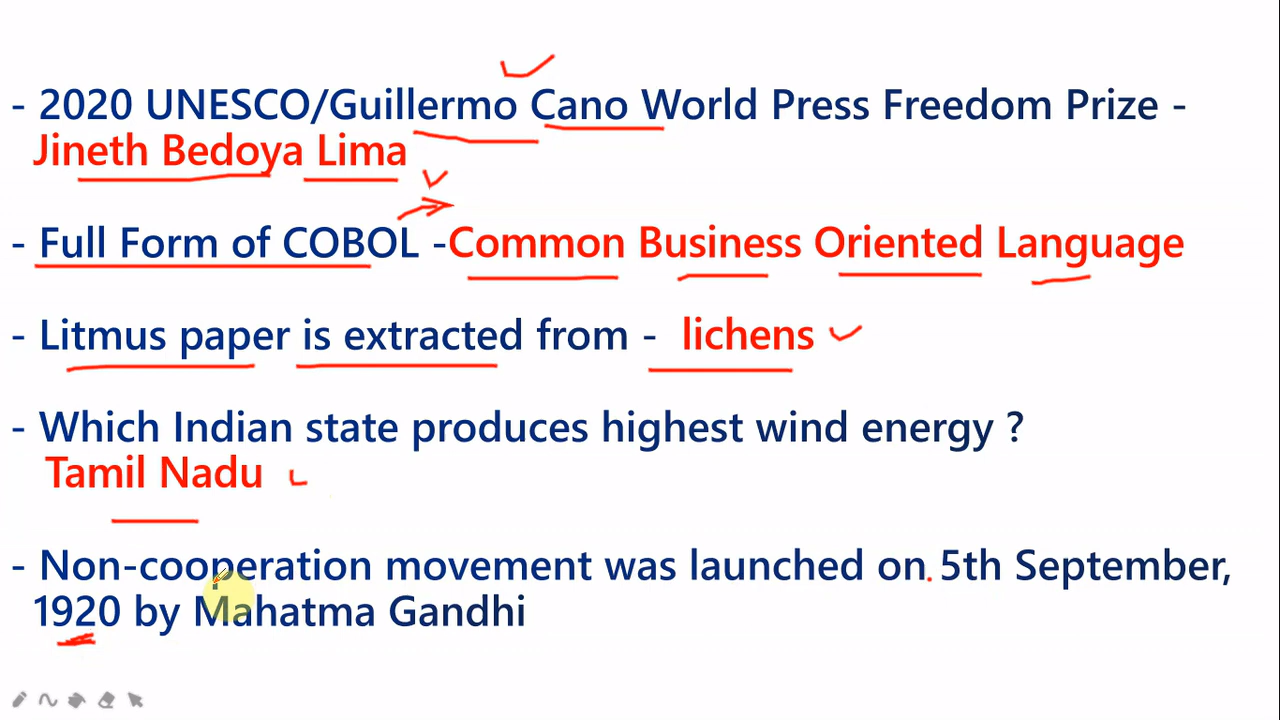 - 2020 UNESCO/Guillermo Cano World Press Freedom Prize -
Jineth Bedoya Lima
- Full Form of COBOL -Common Business Oriented Language
- Litmus paper is extracted from - lichens
- Which Indian state produces highest wind energy ?
Tamil Nadu
- Non-cooperation movement was launched on 5th September,
1920 by Mahatma Gandhi